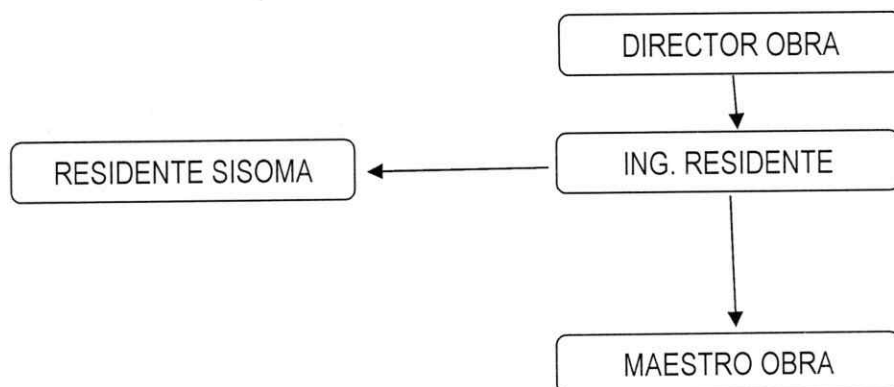 DIRECTOR OBRA
RESIDENTE SISOMA
ING. RESIDENTE
MAESTRO OBRA